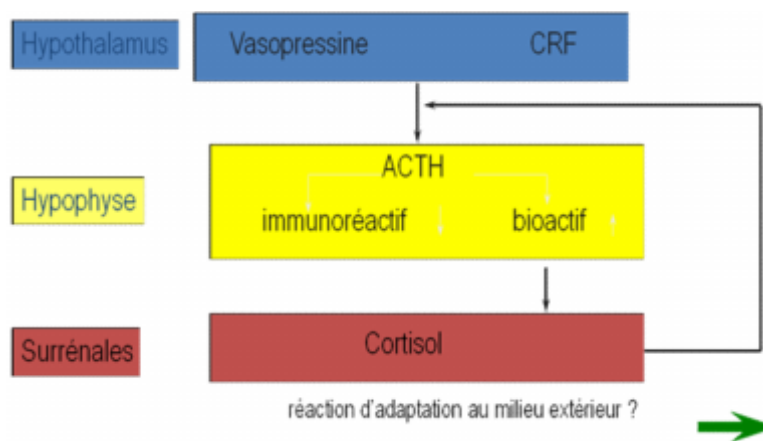 Hypothalamus
Vasopressine CRF
ACTH
Hypophyse
immunoréactif bioactif
Surrénales
Cortisol
réaction d'adaptation au milieu extérieur ?